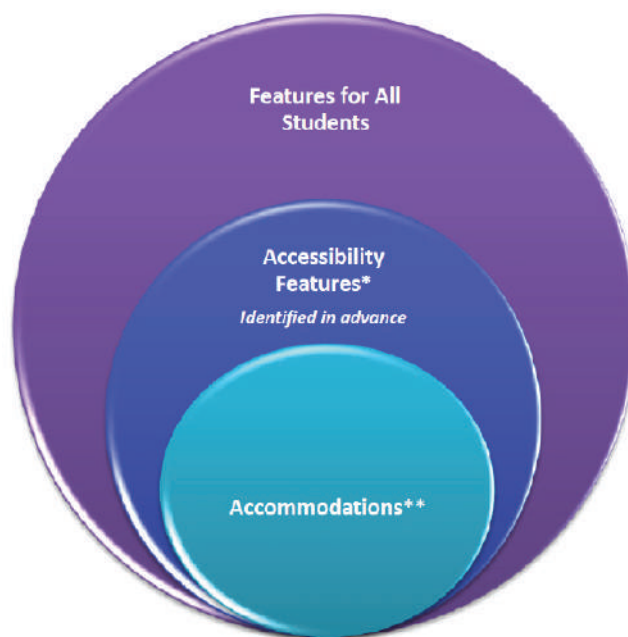 Features for All
Students
Accessibility
Features*
Identified in advance
Accommodations**